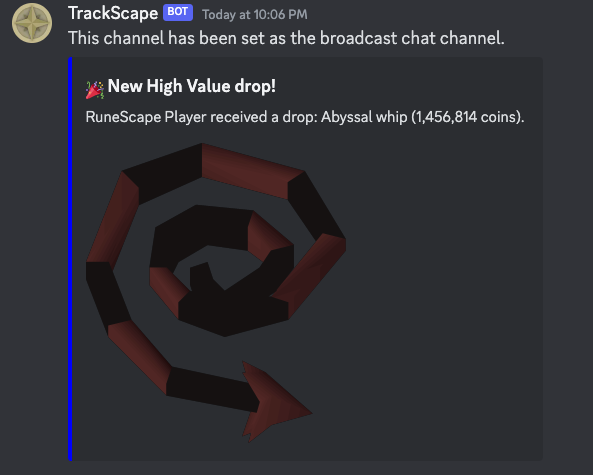 TrackScape BOT Today at 10:06 PM
This channel has been set as the broadcast chat channel.
🎉 New High Value drop!
RuneScape Player received a drop: Abyssal whip (1,456,814 coins).